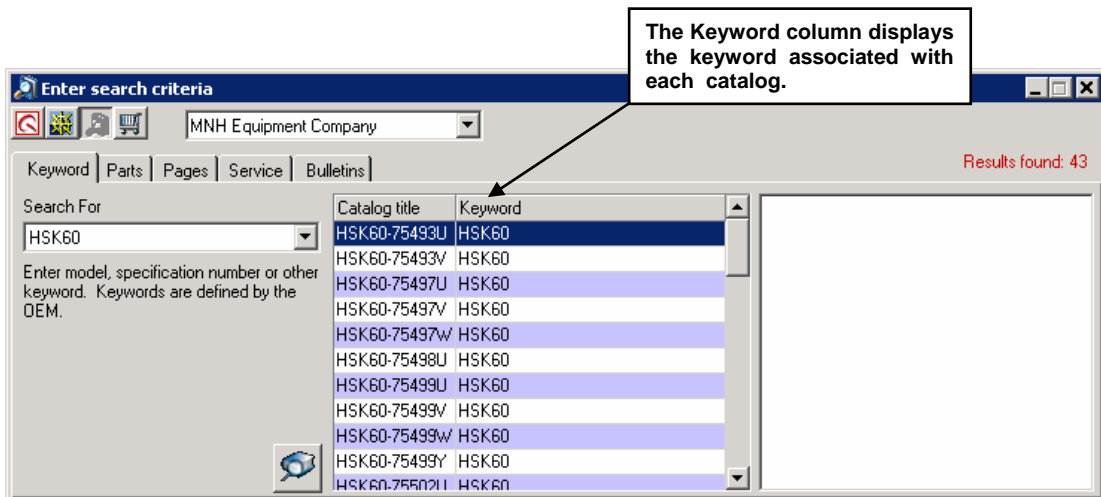 The Keyword column displays
the keyword associated with
each catalog.
Enter search criteria
MNH Equipment Company
Keyword
Parts
Pages
Service
Bulletins
Results found: 43
Search For
HSK60
Enter model, specification number or other
keyword. Keywords are defined by the
OEM.
Catalog title Keyword
HSK60-75493U HSK60
HSK60-75493V HSK60
HSK60-75497U HSK60
HSK60-75497V HSK60
HSK60-75497W HSK60
HSK60-75498U HSK60
HSK60-75499U HSK60
HSK60-75499V HSK60
HSK60-75499W HSK60
HSK60-75499Y HSK60
HSK60-75502U HSK60